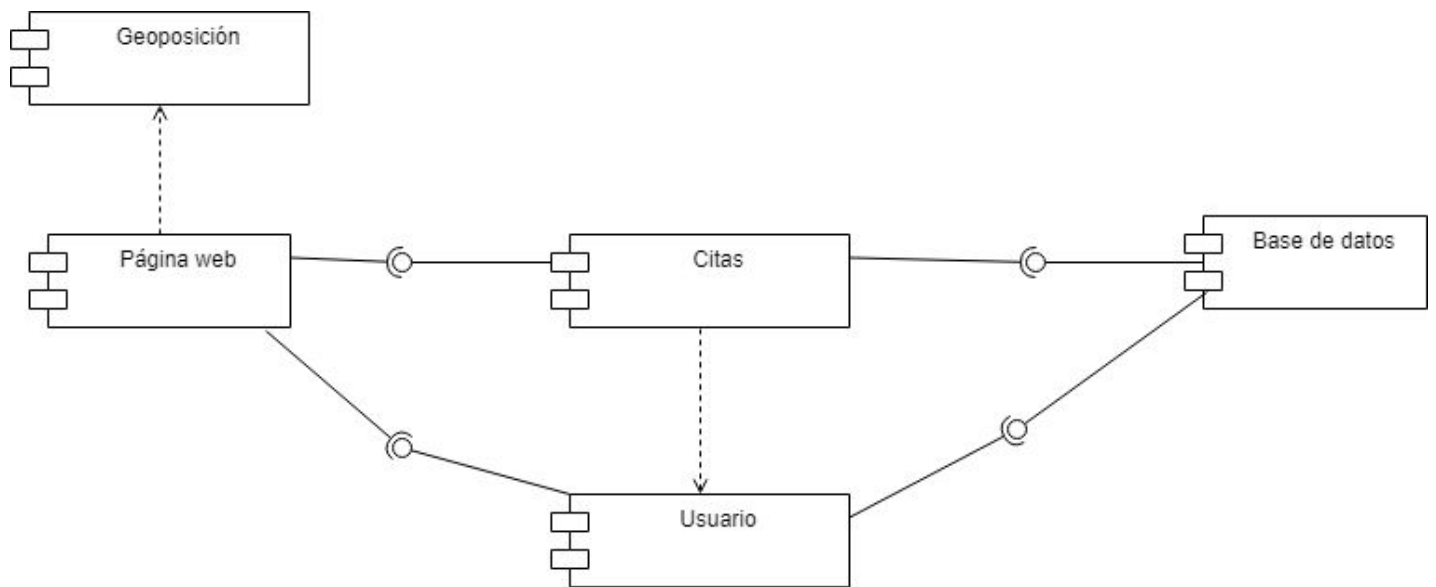 Geoposición
Página web
Citas
Base de datos
Usuario